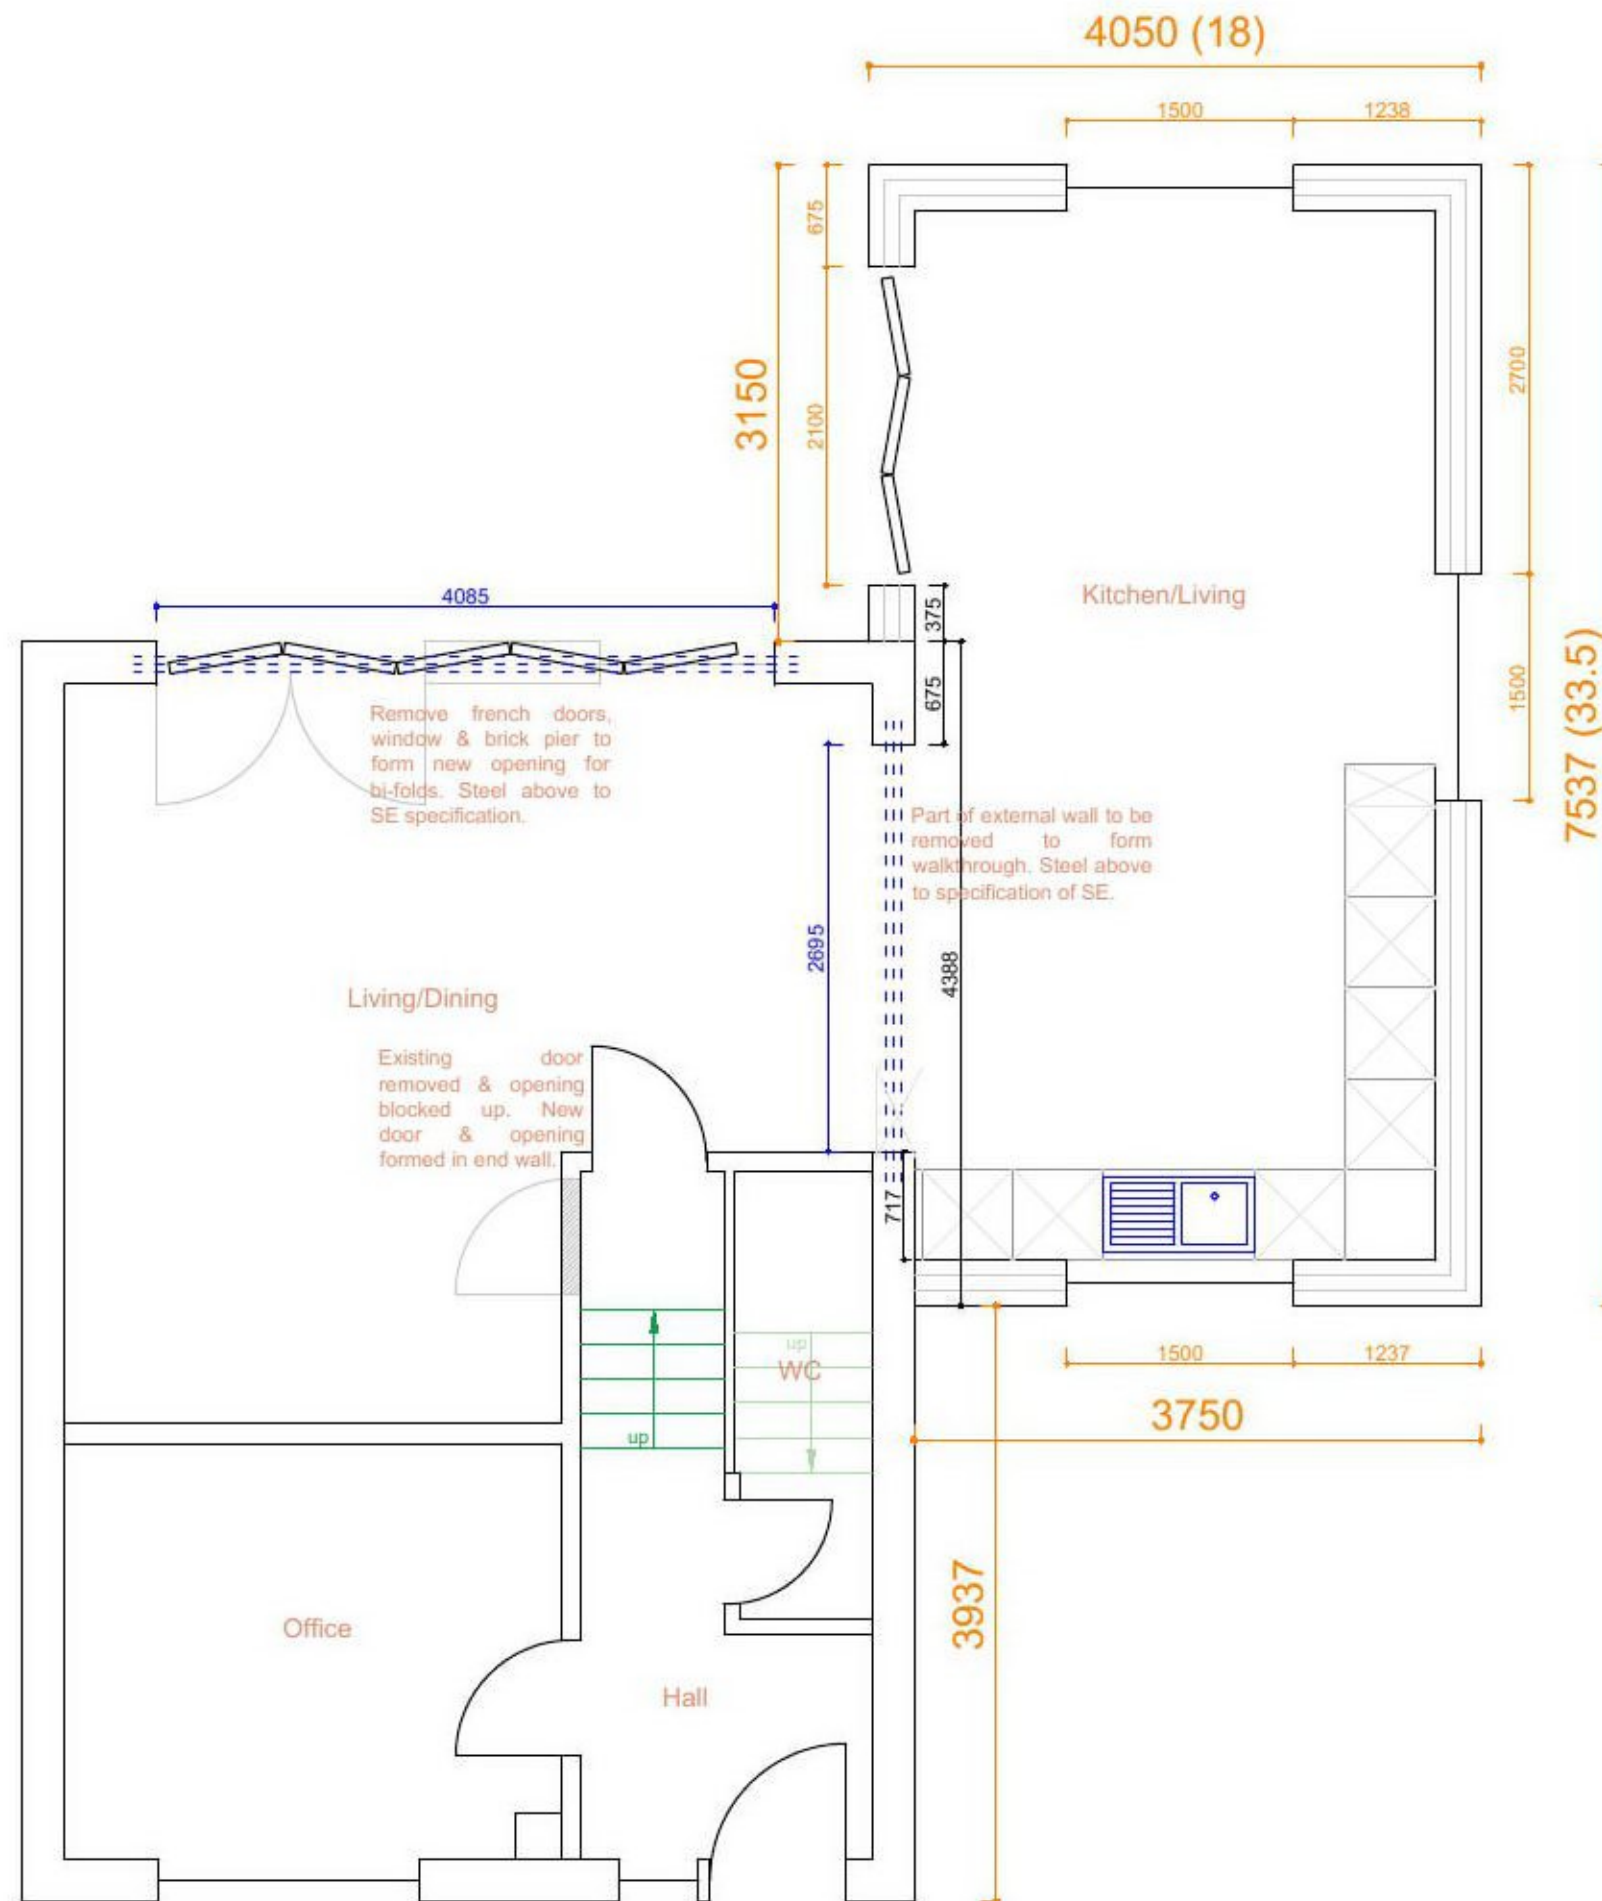 4050 (18)
1500
1238
675
3150
2100
2700
375
Kitchen/Living
4085
675
1500
7537 (33.5)
Remove french doors,
window & brick pier to
form new opening for
bi-folds. Steel above to
SE specification.
Part of external wall to be
removed to form
walkthrough. Steel above
to specification of SE.
2695
4388
Living/Dining
Existing door
removed & opening
blocked up. New
door & opening
formed in end wall.
717
up
WC
1500
1237
3750
up
3937
Office
Hall